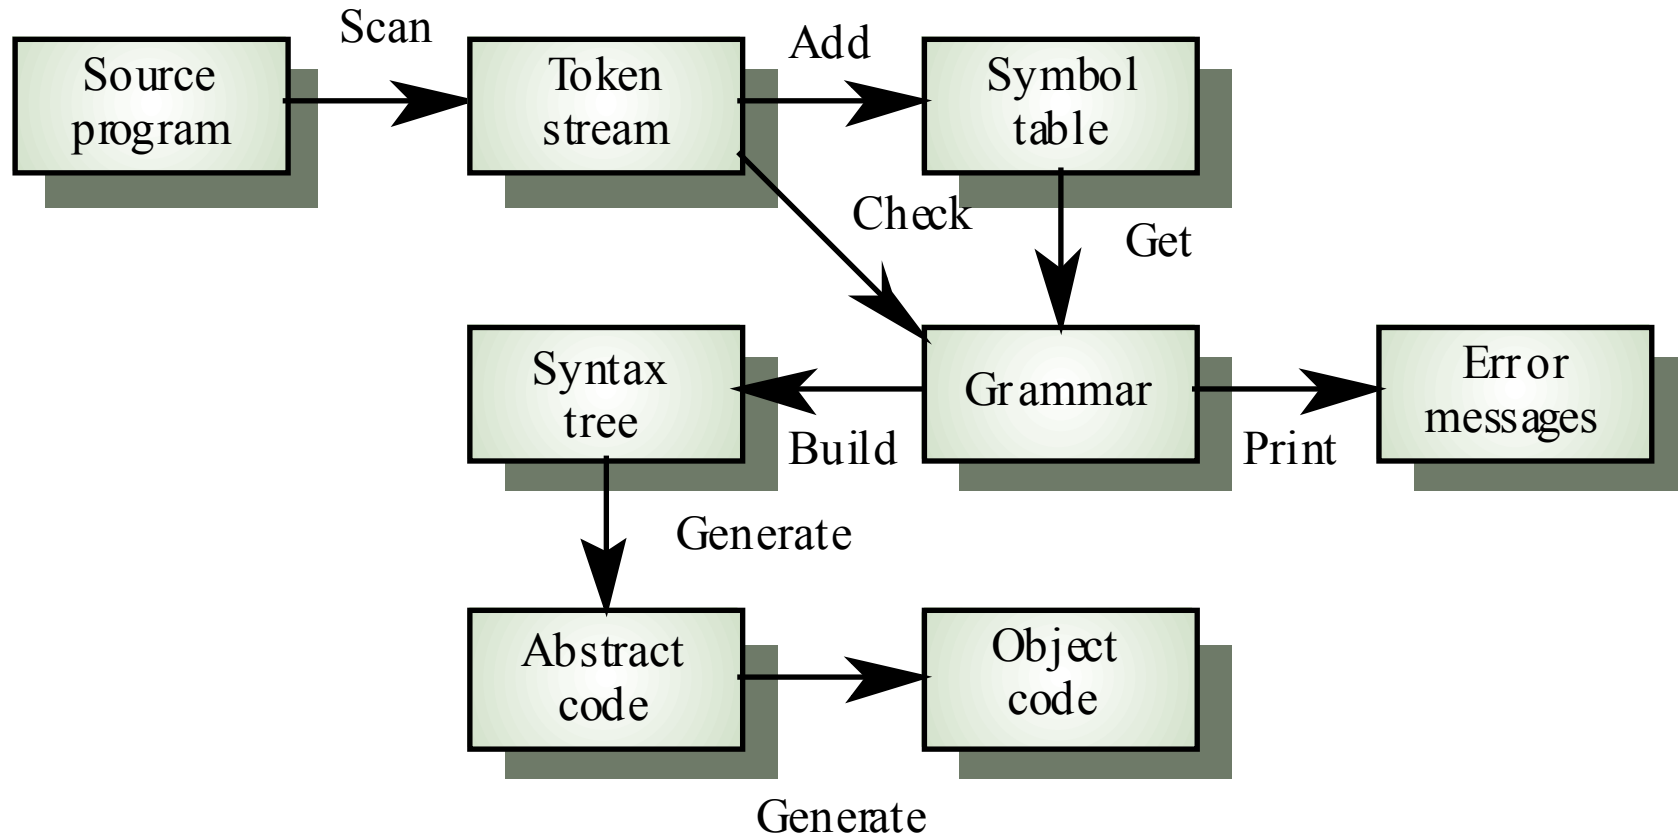 Scan
Source
program
Token
stream
Add
Symbol
table
Check
Get
Syntax
tree
Build
Grammar
Print
Error
messages
Generate
Abstract
code
Object
code
Generate